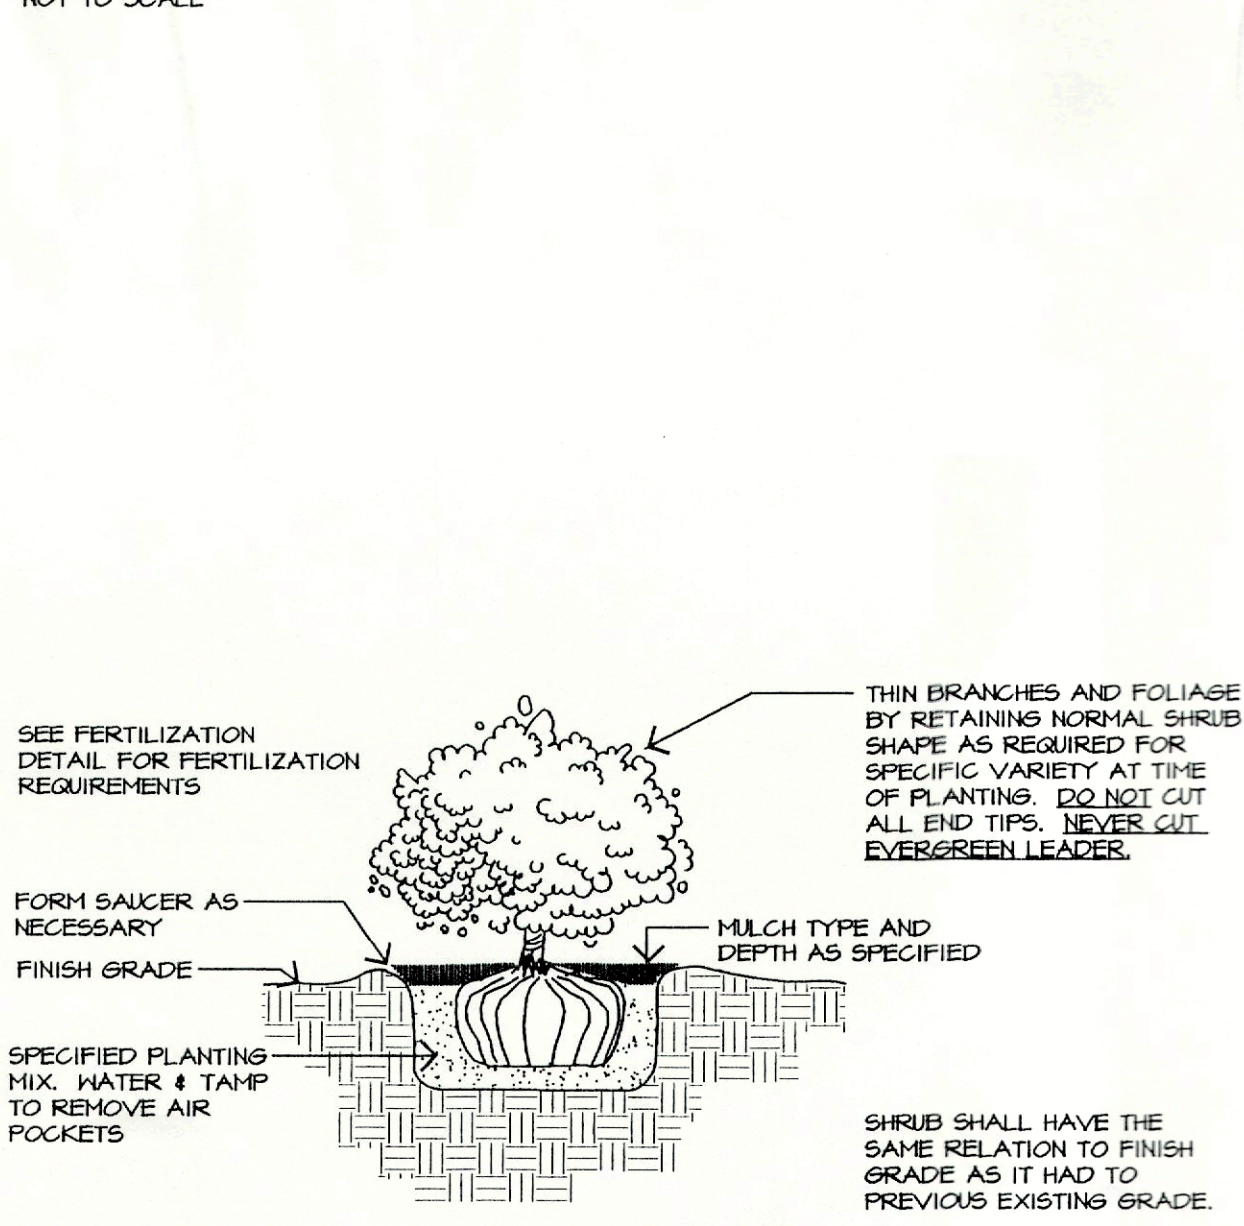 NOT TO SCALE
SEE FERTILIZATION
DETAIL FOR FERTILIZATION
REQUIREMENTS
THIN BRANCHES AND FOLIAGE
BY RETAINING NORMAL SHRUB
SHAPE AS REQUIRED FOR
SPECIFIC VARIETY AT TIME
OF PLANTING. DO NOT CUT
ALL END TIPS. NEVER CUT
EVERGREEN LEADER.
FORM SAUCER AS
NECESSARY
MULCH TYPE AND
DEPTH AS SPECIFIED
FINISH GRADE
SPECIFIED PLANTING
MIX. WATER & TAMP
TO REMOVE AIR
POCKETS
SHRUB SHALL HAVE THE
SAME RELATION TO FINISH
GRADE AS IT HAD TO
PREVIOUS EXISTING GRADE.